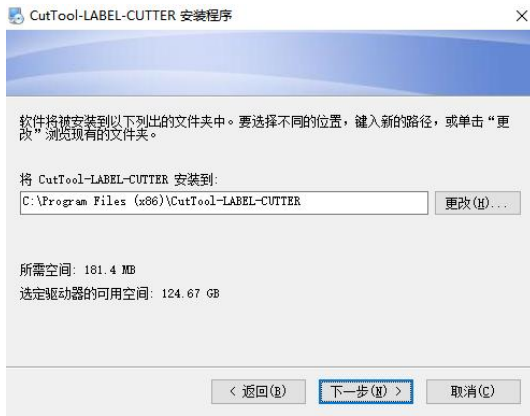 CutTool-LABEL-CUTTER 安装程序
软件将被安装到以下列出的文件夹中。要选择不同的位置，键入新的路径，或单击“更
改”浏览现有的文件夹。
将 CutTool-LABEL-CUTTER 安装到:
C:\Program Files (x86)\CutTool-LABEL-CUTTER
更改(H)...
所需空间: 181.4 MB
选定驱动器的可用空间: 124.67 GB
< 返回(B)
下一步(N) >
取消(C)